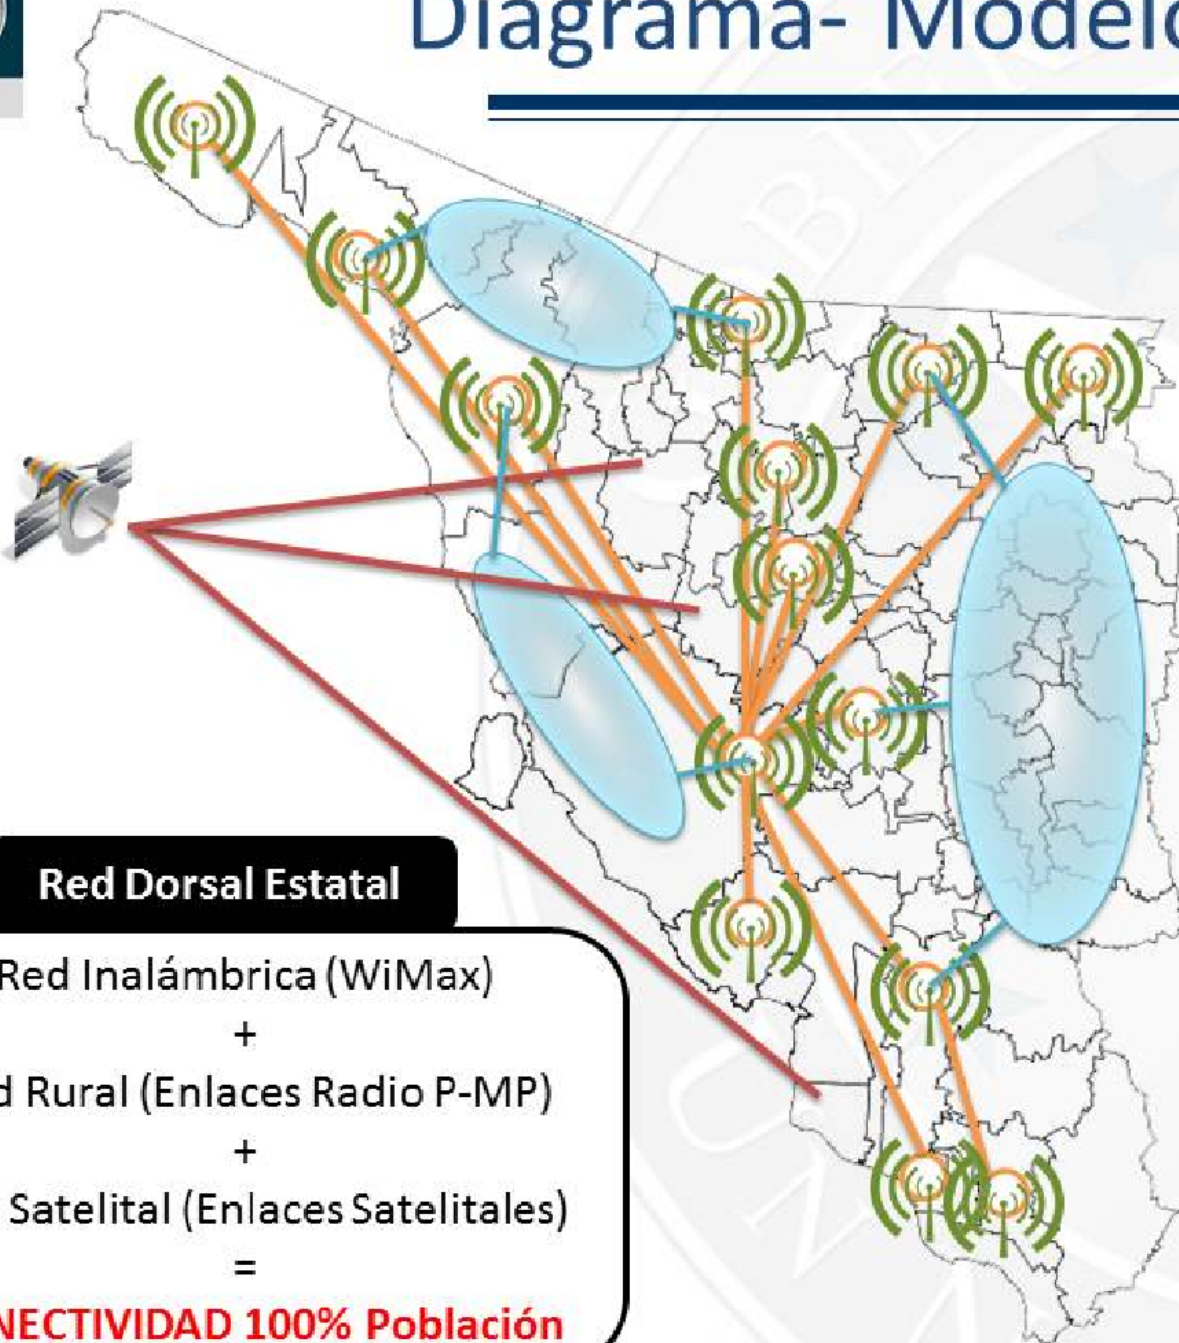 Diagrama- Modelo
Red Dorsal Estatal
Red Inalámbrica (WiMax)
+
d Rural (Enlaces Radio P-MP)
+
Satelital (Enlaces Satelitales)
=
NECTIVIDAD 100% Población